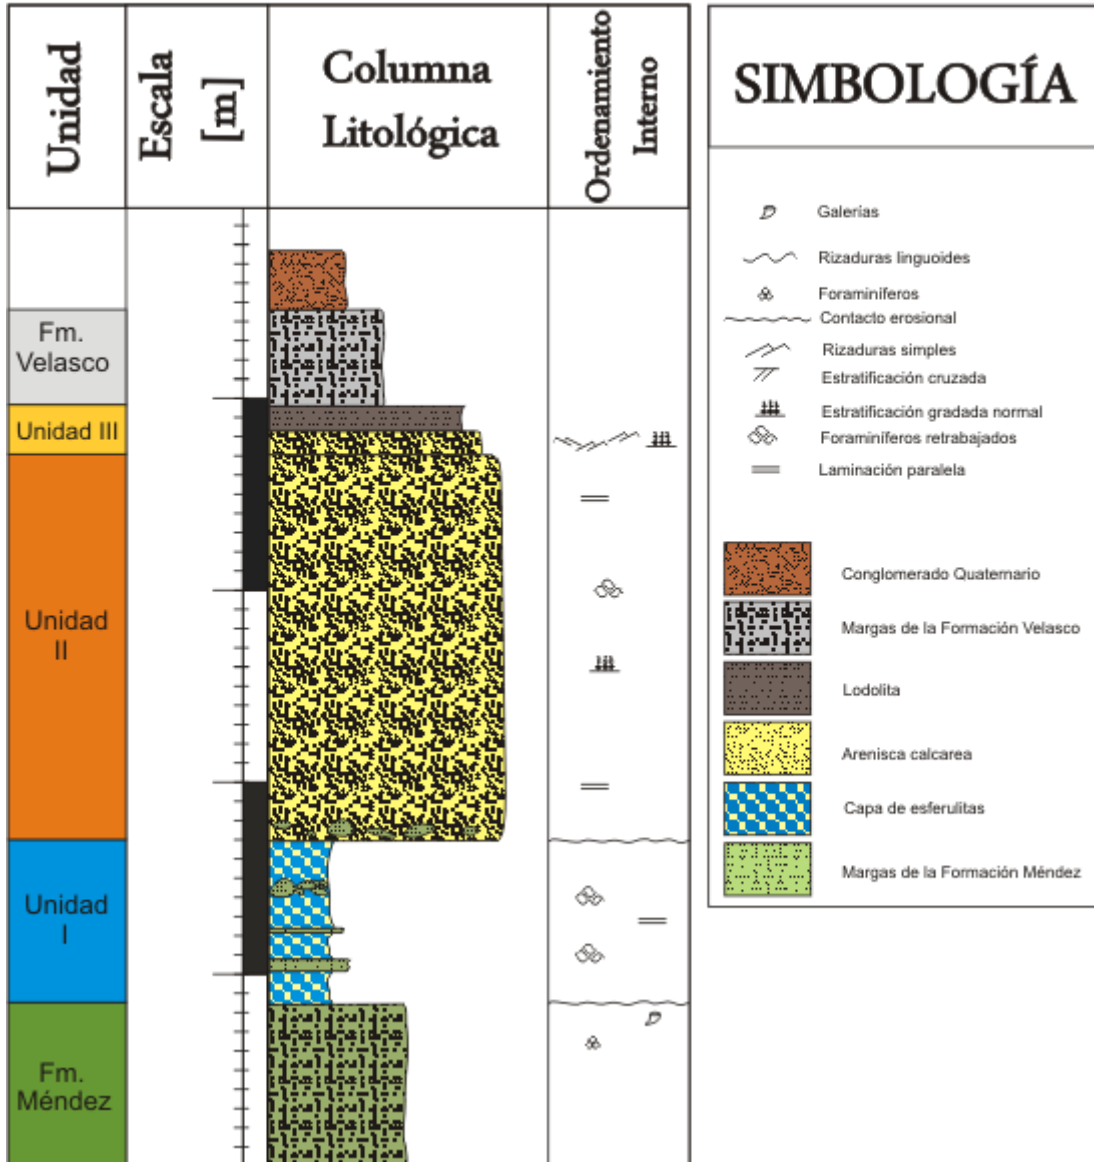 Unidad
Escala
[m]
Columna
Litológica
Ordenamiento
Interno
Fm.
Velasco
Unidad III
Unidad
II
Unidad
I
Fm.
Méndez
SIMBOLOGÍA
Galerías
Rizaduras linguoides
Foraminíferos
Contacto erosional
Rizaduras simples
Estratificación cruzada
Estratificación gradada normal
Foraminíferos retrabajados
Laminación paralela
Conglomerado Quaternario
Margas de la Formación Velasco
Lodolita
Arenisca calcarea
Capa de esferulitas
Margas de la Formación Méndez